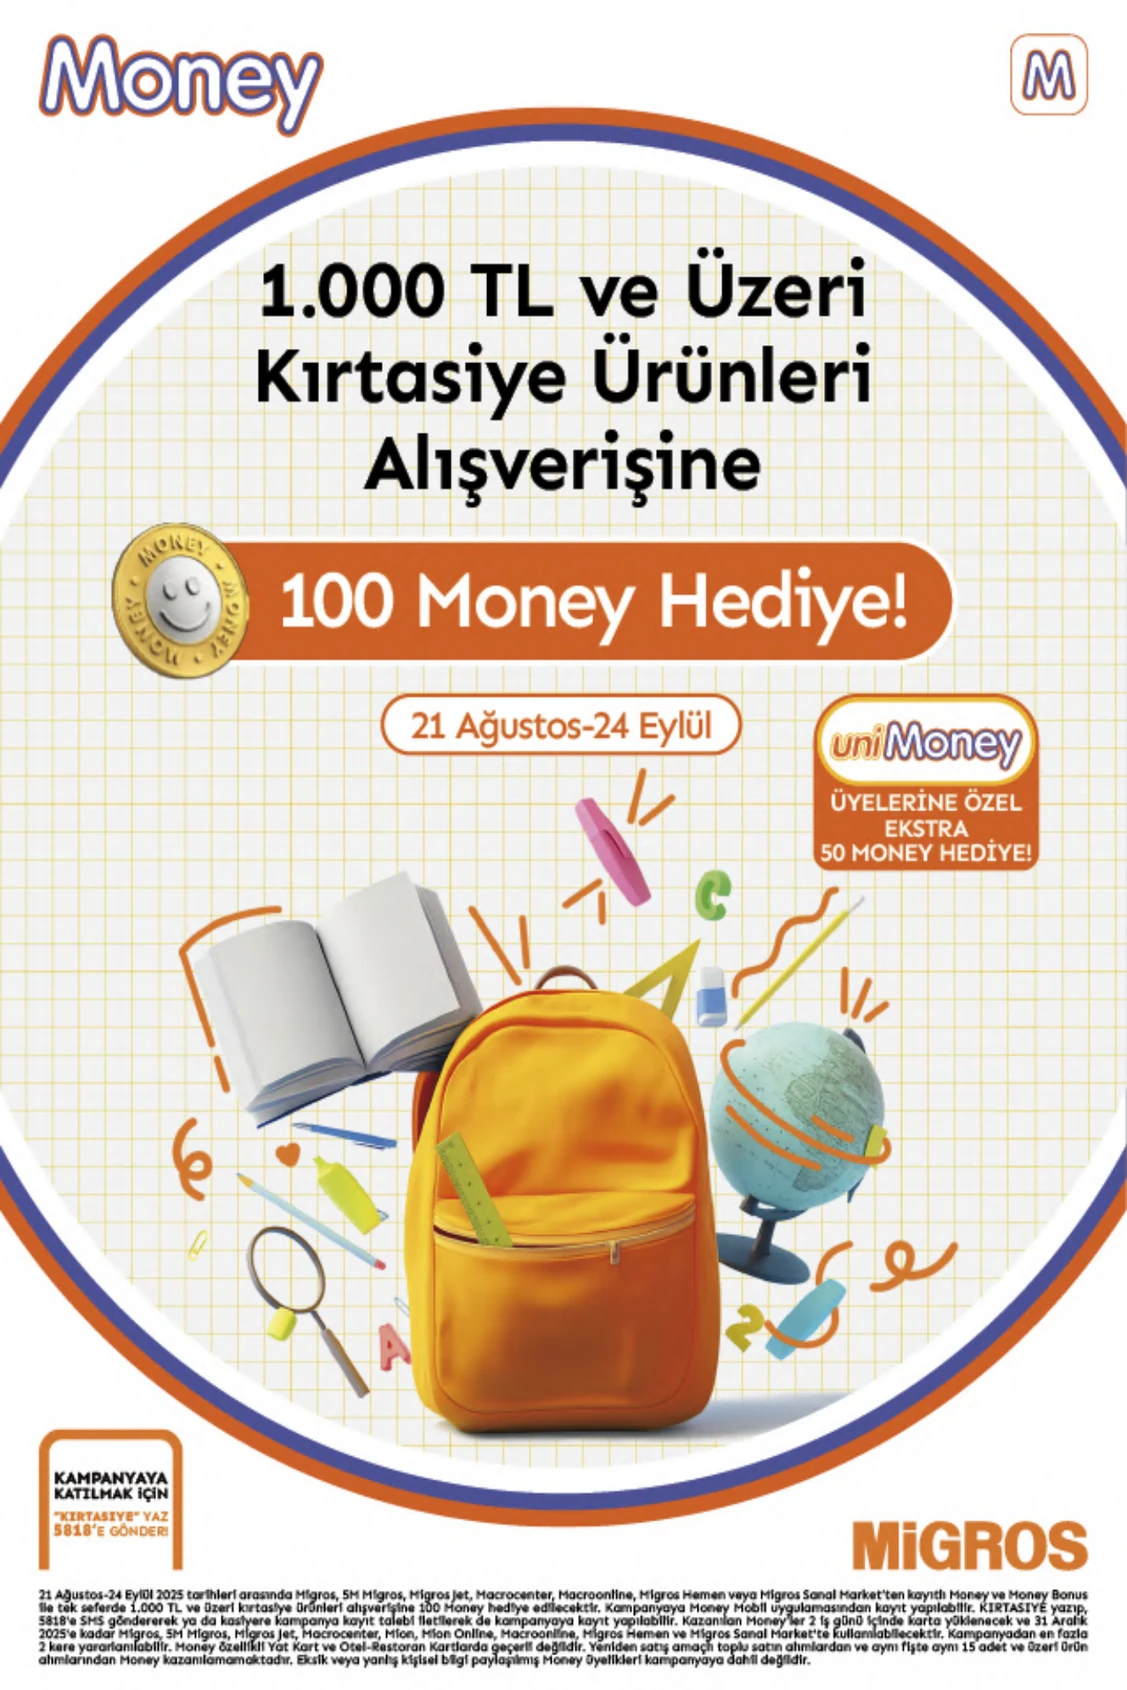 Money
M
1.000 TL ve Üzeri
Kırtasiye Ürünleri
Alışverişine
MONEY • MONEY • MONEY • MONEY
100 Money Hediye!
21 Ağustos-24 Eylül
uniMoney
ÜYELERİNE ÖZEL
EKSTRA
50 MONEY HEDİYE!
C
2
A
KAMPANYAYA
KATILMAK İÇİN
"KIRTASIYE" YAZ
5818'E GÖNDER!
MİGROS
21 Ağustos-24 Eylül 2025 tarihleri arasında Migros, 5M Migros, Migros Jet, Macrocenter, Macroonline, Migros Hemen veya Migros Sanal Market'ten kayıtlı Money ve Money Bonus
ile tek seferde 1.000 TL ve üzeri kırtasiye ürünleri alışverişine 100 Money hediye edilecektir. Kampanyaya Money Mobil uygulamasından kayıt yapılabilir. KIRTASIYE yazıp,
5818'e SMS göndererek ya da kasiyere kampanya kayıt talebi iletilerek de kampanyaya kayıt yapılabilir. Kazanılan Money'ler 2 iş günü içinde karta yüklenecek ve 31 Aralık
2025'e kadar Migros, 5M Migros, Migros Jet, Macrocenter, Mion, Mion Online, Macroonline, Migros Hemen ve Migros Sanal Market'te kullanılabilecektir. Kampanyadan en fazla
2 kere yararlanılabilir. Money özellikli Yat Kart ve Otel-Restoran Kartlarda geçerli değildir. Yeniden satış amaçlı toplu satın alımlardan ve aynı fişte aynı 15 adet ve üzeri ürün
alımlarından Money kazanılamamaktadır. Eksik veya yanlış kişisel bilgi paylaşılmış Money üyelikleri kampanyaya dahil değildir.